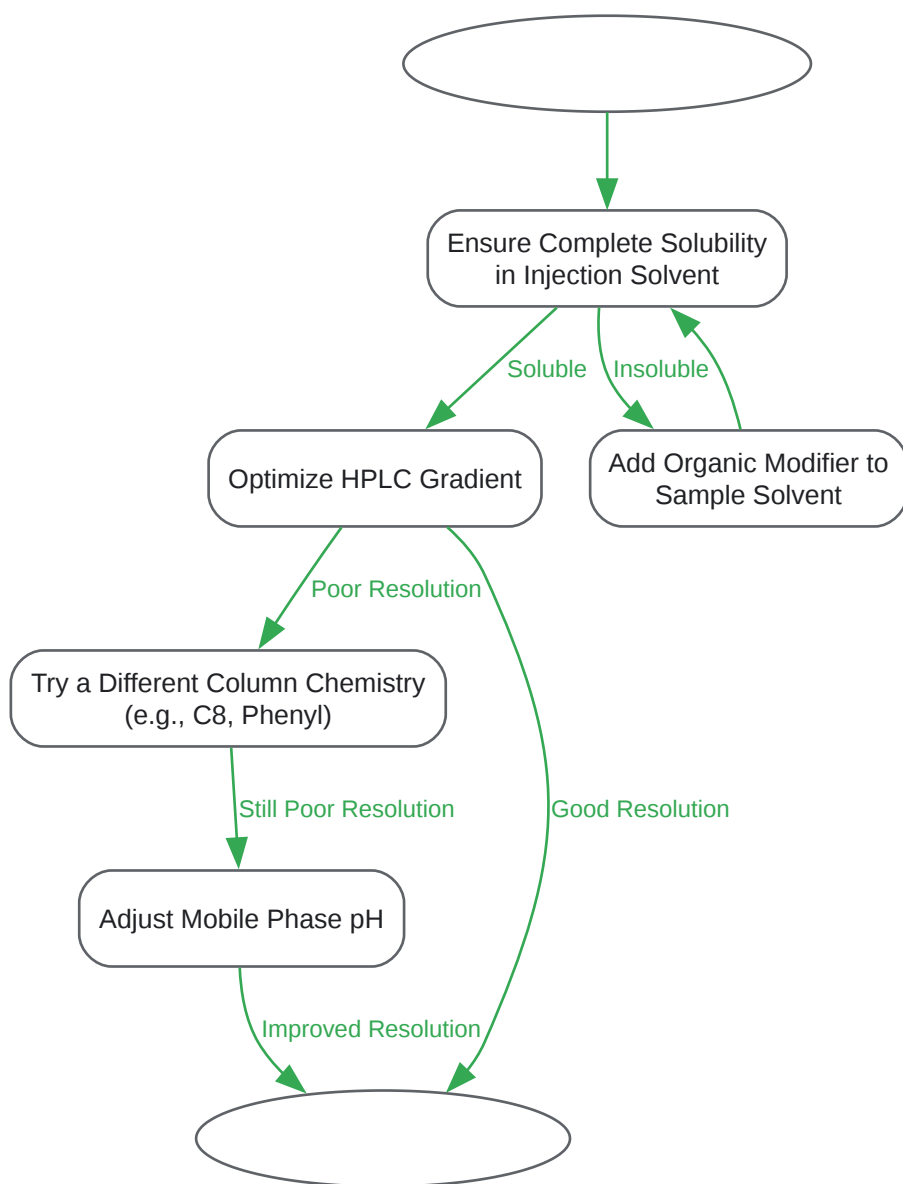 Ensure Complete Solubility
in Injection Solvent
Soluble
Insoluble
Optimize HPLC Gradient
Add Organic Modifier to
Sample Solvent
Poor Resolution
Try a Different Column Chemistry
(e.g., C8, Phenyl)
Still Poor Resolution
Good Resolution
Adjust Mobile Phase pH
Improved Resolution